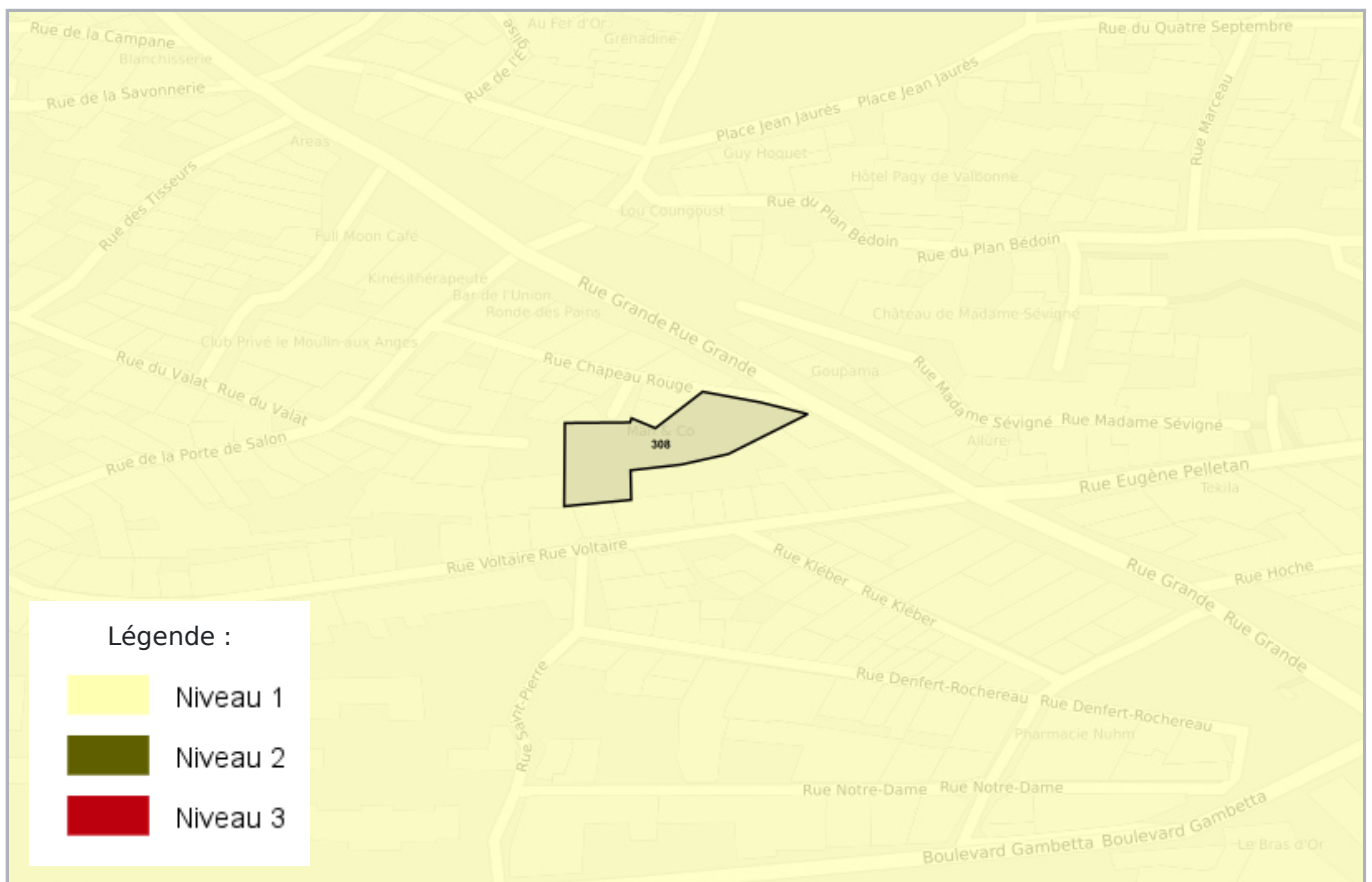 Au Fer d'Or
Rue du Quatre Septembre
Rue de la Campane
Grenadine
Blanchisserie
Rue de l'Église
Rue de la Savonnerie
Place Jean Jaurès
Place Jean Jaurès
Rue Marceau
Areas
Guy Hoquet
Hôtel Pagy de Valbonne
Rue des Tisseurs
Lou Coungoust
Rue du Plan Bédoin
Rue du Plan Bédoin
Full Moon Café
Kinésithérapeute
Bar de l'Union
Ronde des Pains
Rue Grande
Rue Grande
Château de Madame Sévigné
Club Privé le Moulin aux Anges
Rue du Valat
Rue du Valat
Rue Chapeau Rouge
Goupama
Rue Madame Sévigné
Rue Madame Sévigné
& Co
308
Rue de la Porte de Salon
Allure
Rue Eugène Pelletan
Tekila
Rue Voltaire
Rue Voltaire
Rue Kléber
Rue Kléber
Rue Grande
Rue Grande
Rue Hoche
Rue Saint-Pierre
Rue Denfert-Rochereau
Rue Denfert-Rochereau
Pharmacie Nuhm
Rue Notre-Dame
Rue Notre-Dame
Boulevard Gambetta
Boulevard Gambetta
Le Bras d'Or
Légende :
Niveau 1
Niveau 2
Niveau 3